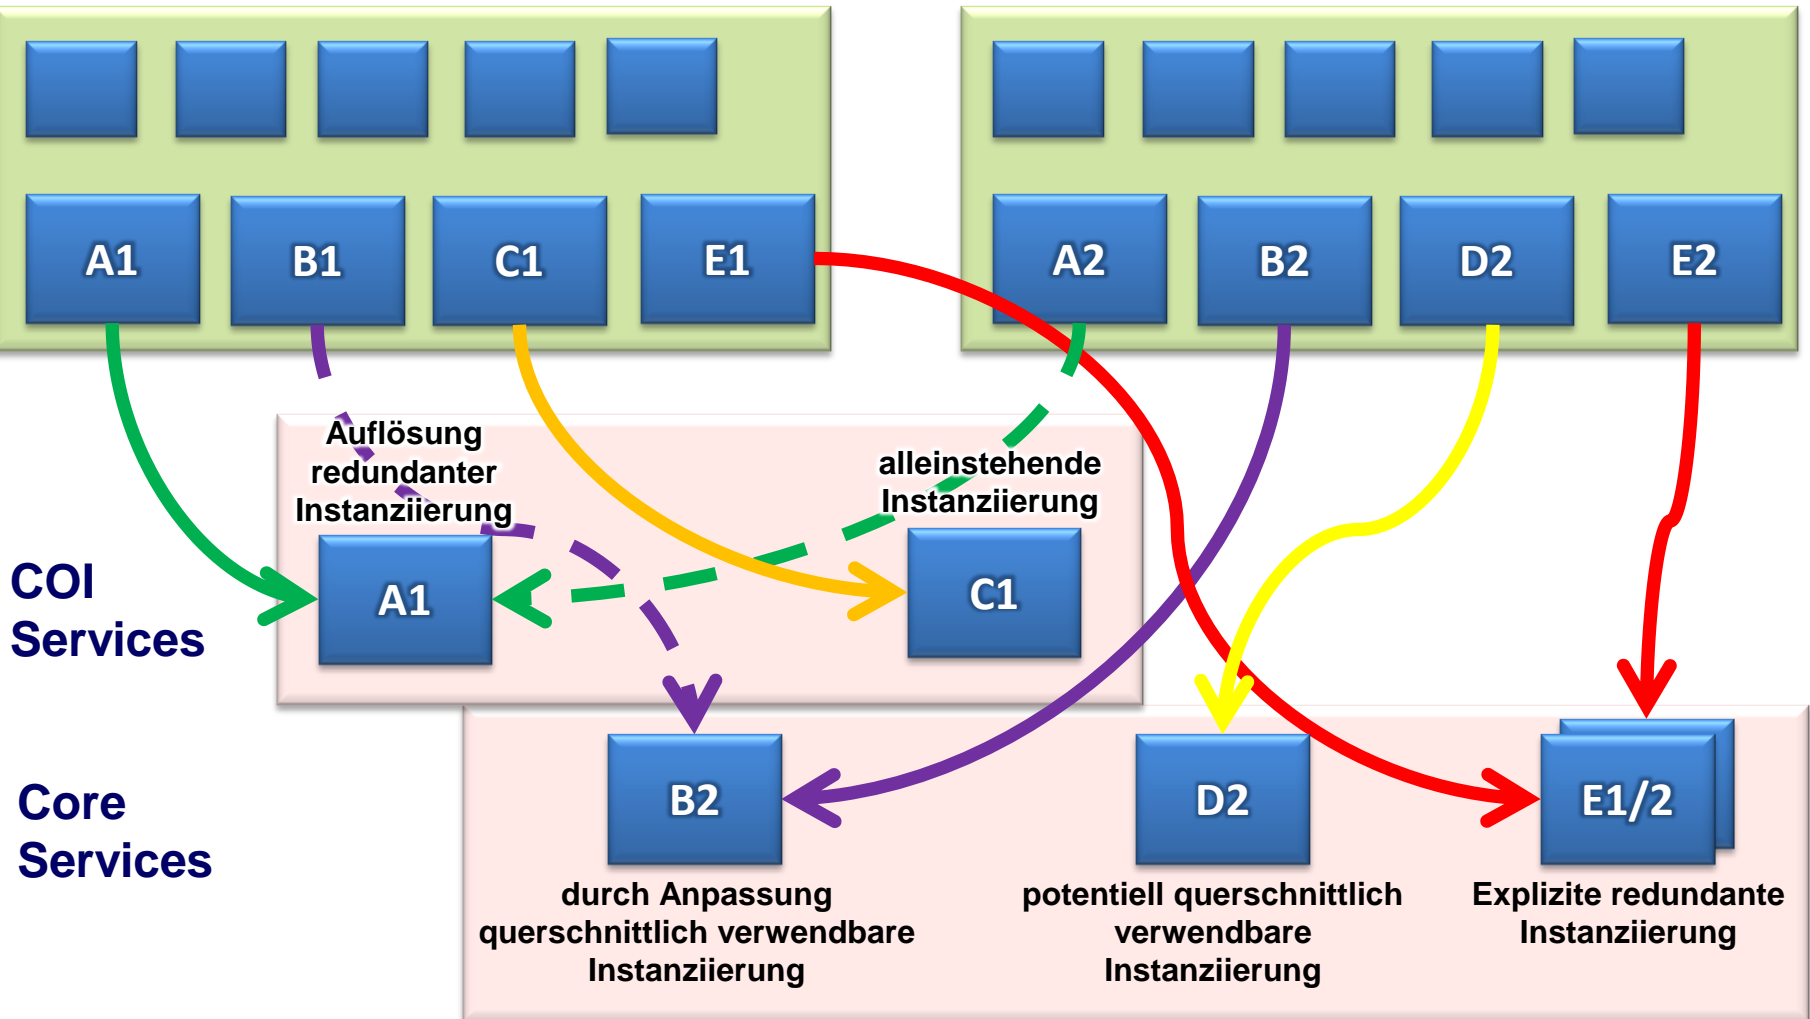 A1
B1
C1
E1
A2
B2
D2
E2
Auflösung
redundanter
Instanziierung
alleinstehende
Instanziierung
COI
Services
A1
C1
Core
Services
B2
D2
E1/2
durch Anpassung
querschnittlich verwendbare
Instanziierung
potentiell querschnittlich
verwendbare
Instanziierung
Explizite redundante
Instanziierung